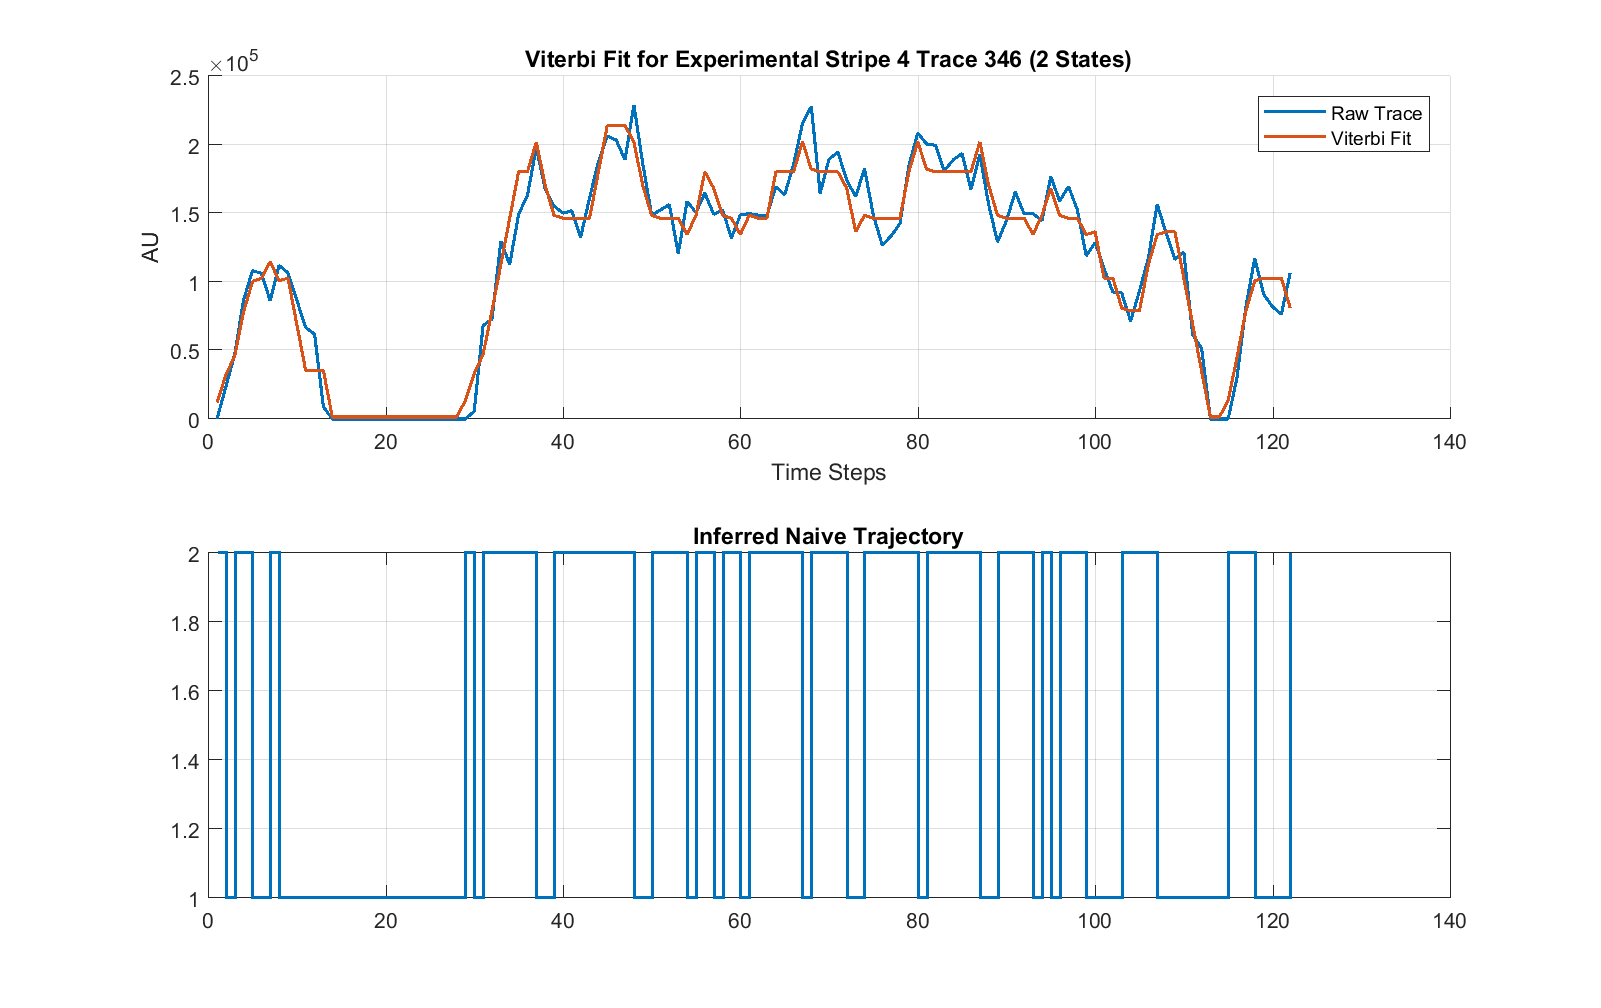 Viterbi Fit for Experimental Stripe 4 Trace 346 (2 States)
×10^5
2.5
2
1.5
1
0.5
0
AU
Raw Trace
Viterbi Fit
0 20 40 60 80 100 120 140
Time Steps
Inferred Naive Trajectory
2
1.8
1.6
1.4
1.2
1
0 20 40 60 80 100 120 140